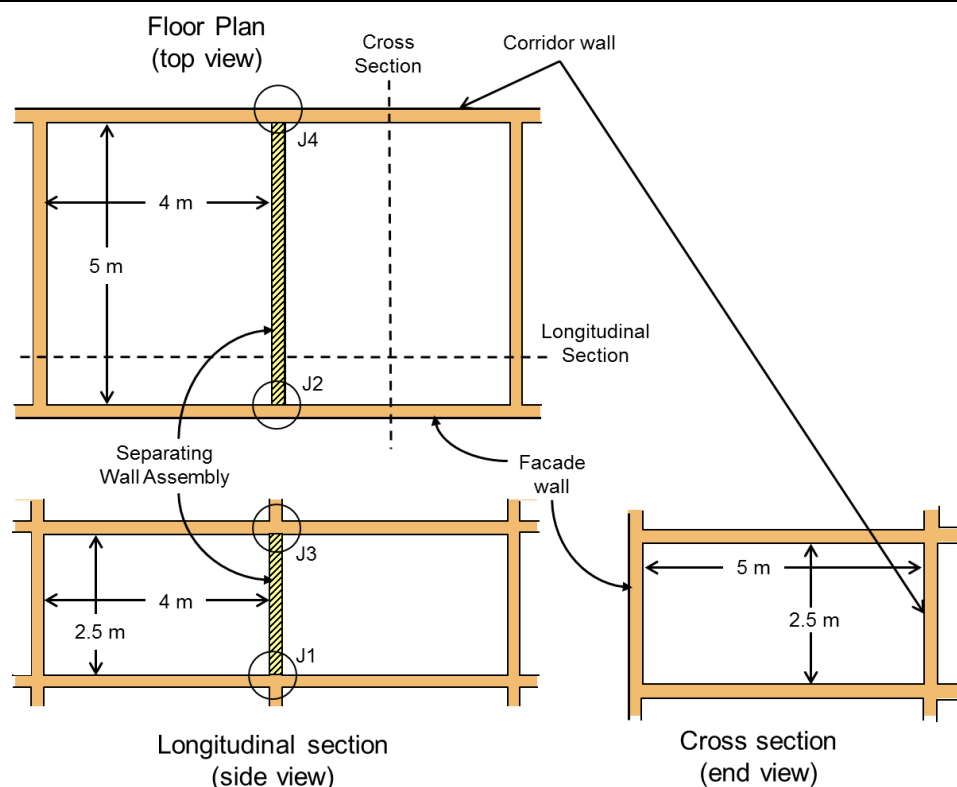 Floor Plan
(top view)
Cross
Section
Corridor wall
J4
4 m
5 m
Longitudinal
Section
J2
Separating
Wall Assembly
Facade
wall
J3
4 m
2.5 m
J1
5 m
2.5 m
Longitudinal section
(side view)
Cross section
(end view)